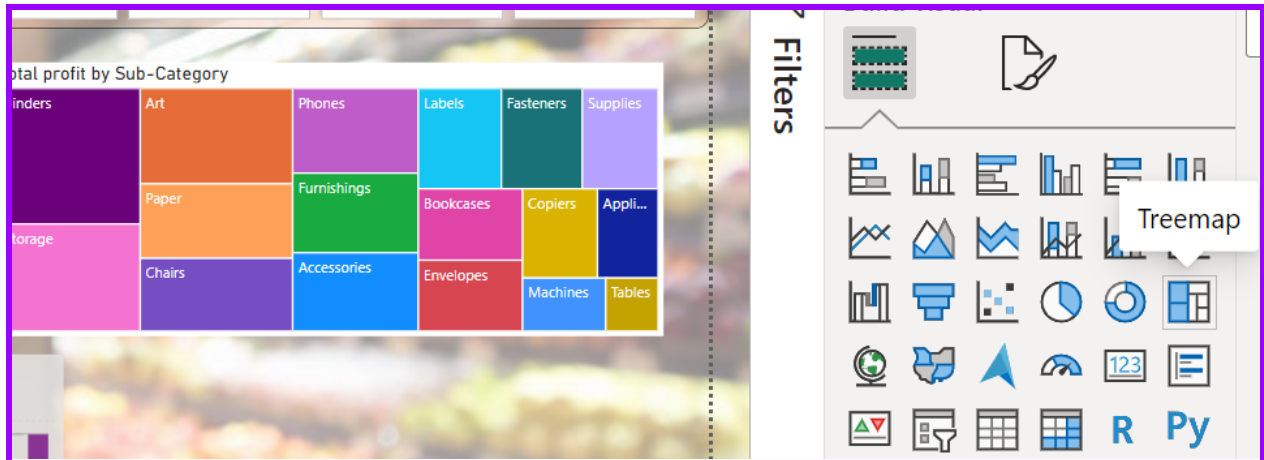 otal profit by Sub-Category
inders
Art
Phones
Labels
Fasteners
Supplies
Paper
Furnishings
Bookcases
Copiers
Appli...
torage
Chairs
Accessories
Envelopes
Machines
Tables
Filters
Treemap
123
R
Py